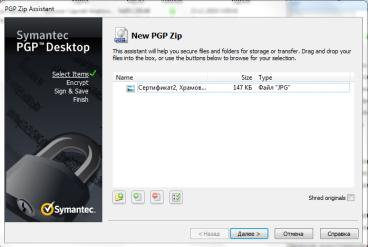 PGP Zip Assistant
Symantec
PGP™ Desktop
Select Items
Encrypt
Sign & Save
Finish
Symantec.
New PGP Zip
This assistant will help you secure files and folders for storage or transfer. Drag and drop your
files into the box, or use the buttons below to browse for your selection.
Name Size Type
Сертификат2, Храмов... 147 КБ Файл "JPG"
Shred originals
< Назад Далее > Отмена Справка